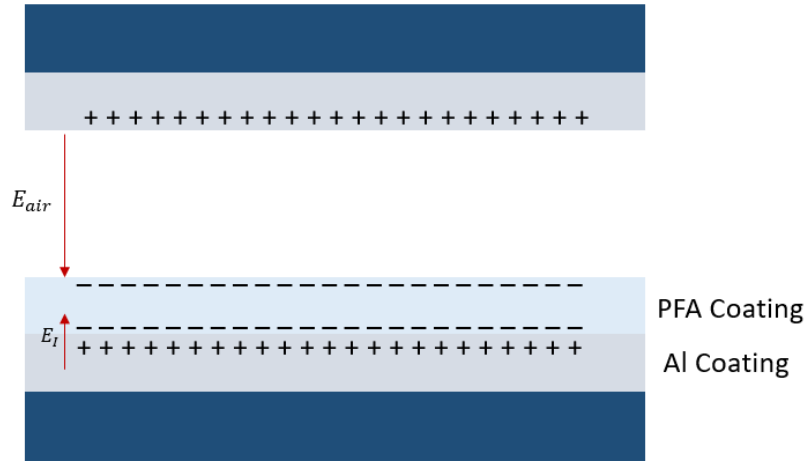 + + + + + + + + + + + + + + + + + + + + + + +
E_air
− − − − − − − − − − − − − − − − − − − − − − −
PFA Coating
E_I
− − − − − − − − − − − − − − − − − − − − − − −
+ + + + + + + + + + + + + + + + + + + + + + +
Al Coating